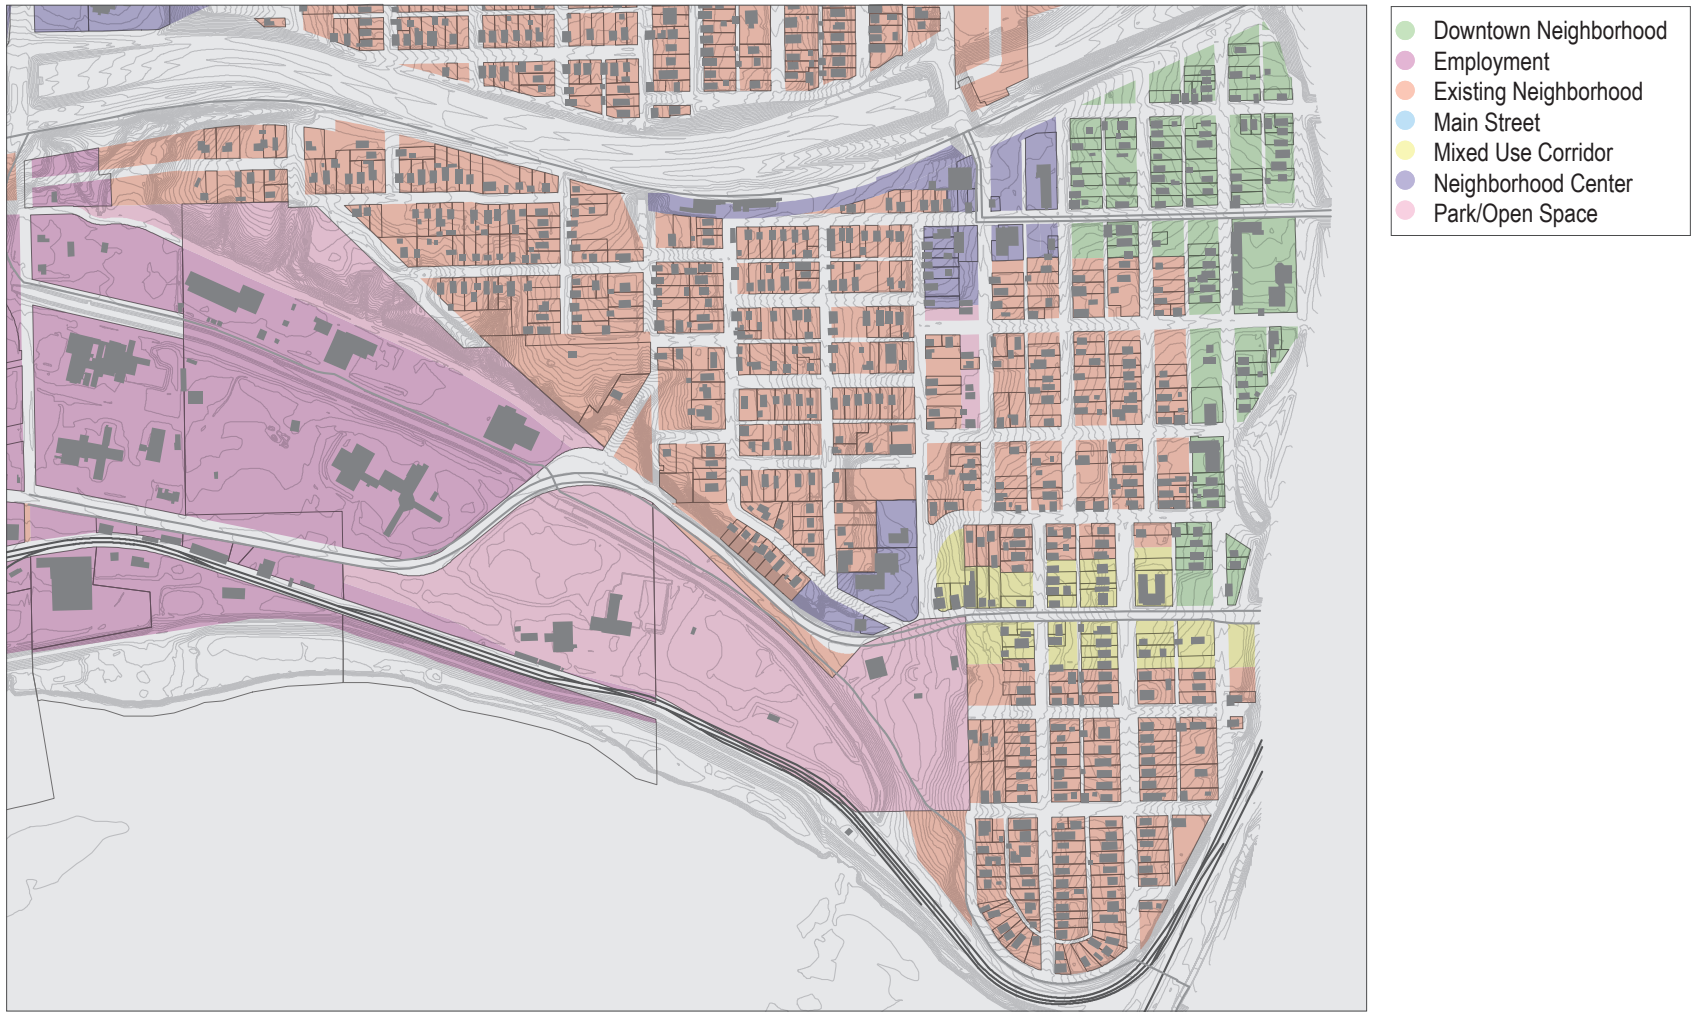 Downtown Neighborhood
Employment
Existing Neighborhood
Main Street
Mixed Use Corridor
Neighborhood Center
Park/Open Space